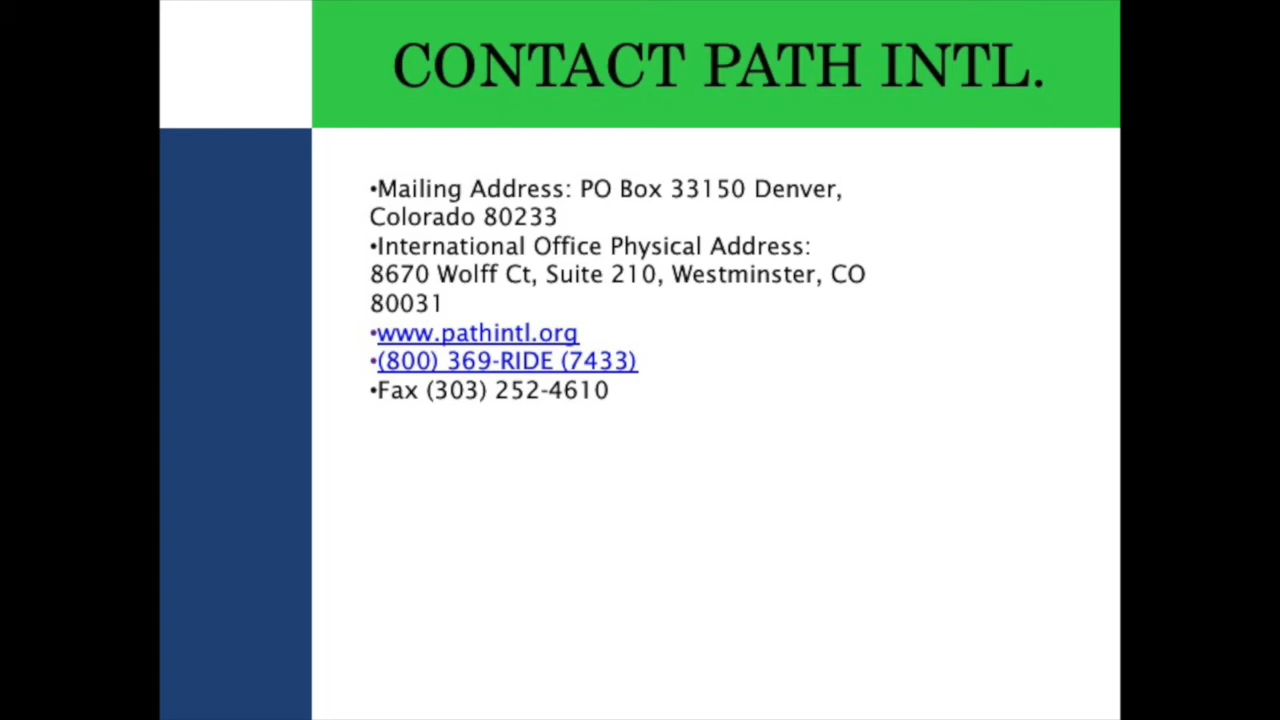 CONTACT PATH INTL.
•Mailing Address: PO Box 33150 Denver,
Colorado 80233
•International Office Physical Address:
8670 Wolff Ct, Suite 210, Westminster, CO
80031
•www.pathintl.org
•(800) 369-RIDE (7433)
•Fax (303) 252-4610